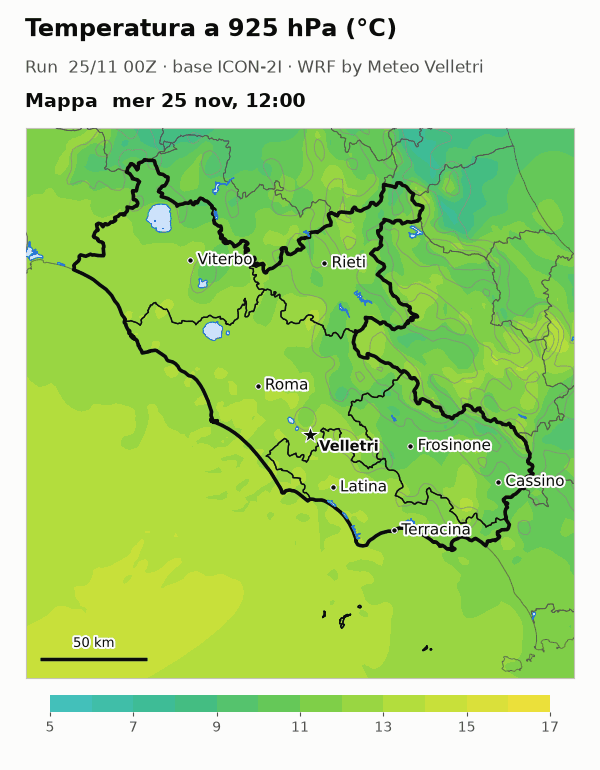 Temperatura a 925 hPa (°C)
Run 25/11 00Z · base ICON-2I · WRF by Meteo Velletri
Mappa mer 25 nov, 12:00
Viterbo
Rieti
Roma
Velletri
Frosinone
Cassino
Latina
Terracina
50 km
5 7 9 11 13 15 17